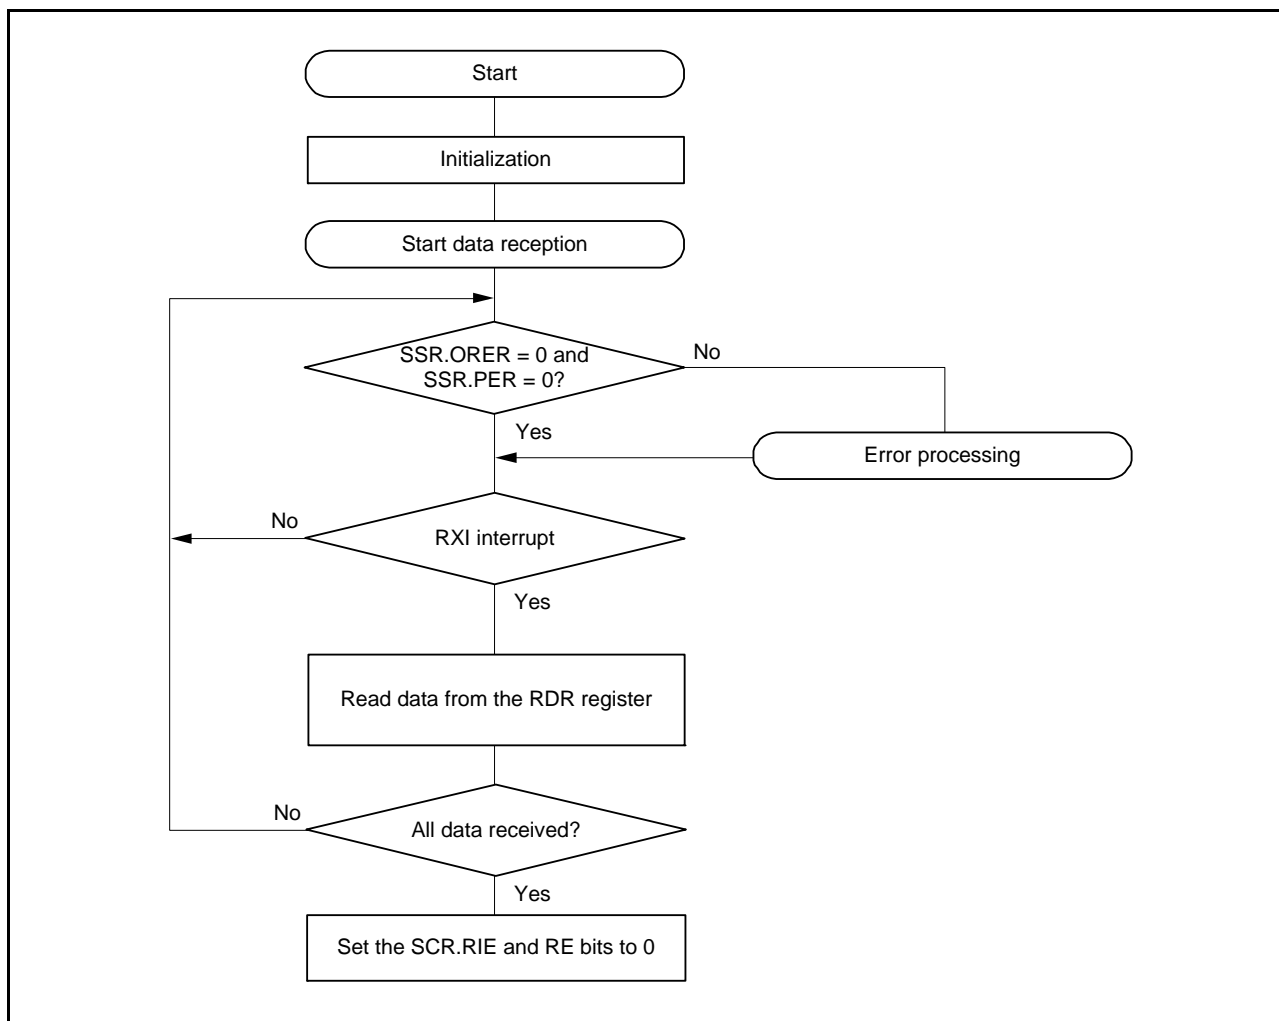 Start
Initialization
Start data reception
SSR.ORER = 0 and
SSR.PER = 0?
No
Yes
Error processing
No
RXI interrupt
Yes
Read data from the RDR register
No
All data received?
Yes
Set the SCR.RIE and RE bits to 0